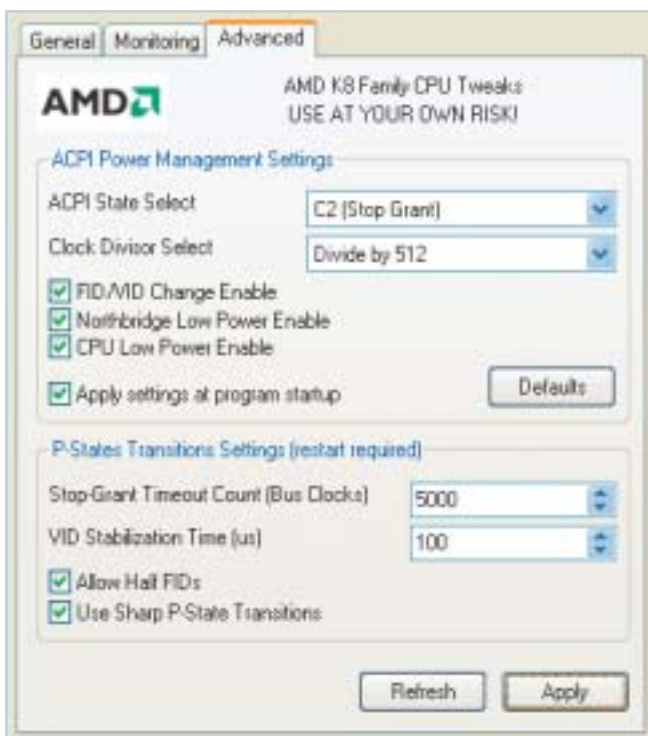 General Monitoring Advanced
AMD
AMD K8 Family CPU Tweaks
USE AT YOUR OWN RISK!
ACPI Power Management Settings
ACPI State Select C2 (Stop Grant)
Clock Divisor Select Divide by 512
FID/VID Change Enable
Northbridge Low Power Enable
CPU Low Power Enable
Apply settings at program startup Defaults
P-States Transitions Settings (restart required)
Stop-Grant Timeout Count (Bus Clocks) 5000
VID Stabilization Time (us) 100
Allow Half FIDs
Use Sharp P-State Transitions
Refresh Apply